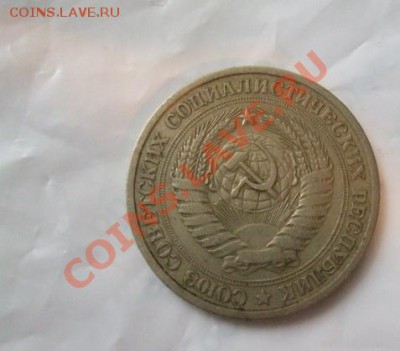 COINS.LAVE.RU
СОЮЗ СОВЕТСКИХ СОЦИАЛИСТИЧЕСКИХ РЕСПУБЛИК ★
COINS.LAVE.RU